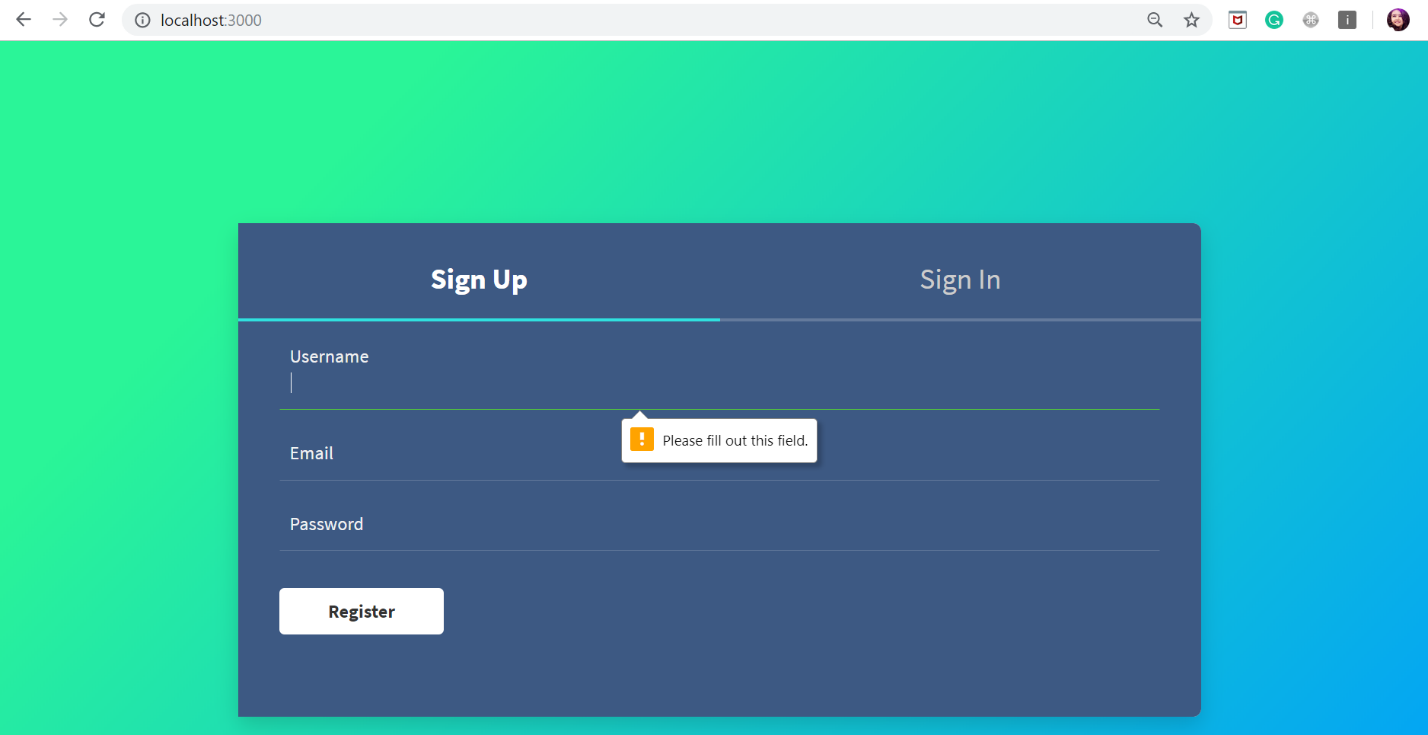 localhost:3000
Sign Up
Sign In
Username
Please fill out this field.
Email
Password
Register